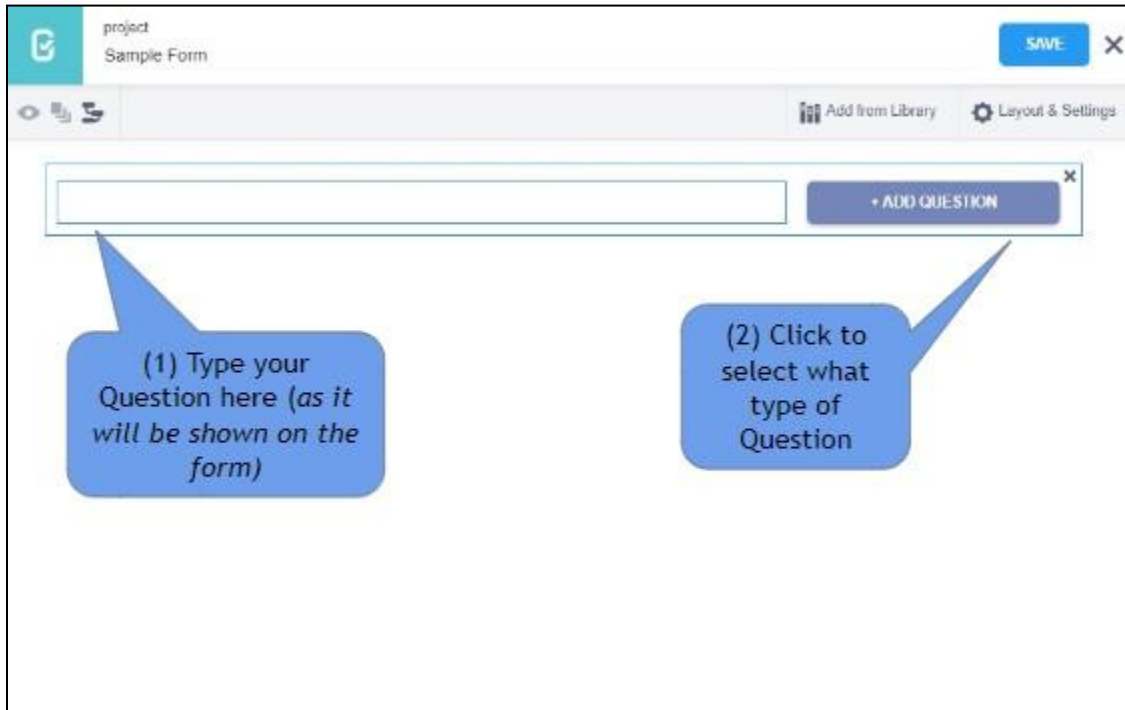 project
Sample Form
SAVE
Add from Library
Layout & Settings
+ ADD QUESTION
(1) Type your
Question here (as it
will be shown on the
form)
(2) Click to
select what
type of
Question